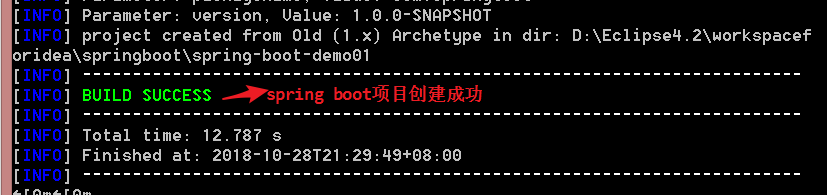 [INFO] Parameter: version, Value: 1.0.0-SNAPSHOT
[INFO] project created from Old (1.x) Archetype in dir: D:\Eclipse4.2\workspacef
oridea\springboot\spring-boot-demo01
[INFO] ------------------------------------------------------------------------
[INFO] BUILD SUCCESS spring boot项目创建成功
[INFO] ------------------------------------------------------------------------
[INFO] Total time: 12.787 s
[INFO] Finished at: 2018-10-28T21:29:49+08:00
[INFO] ------------------------------------------------------------------------